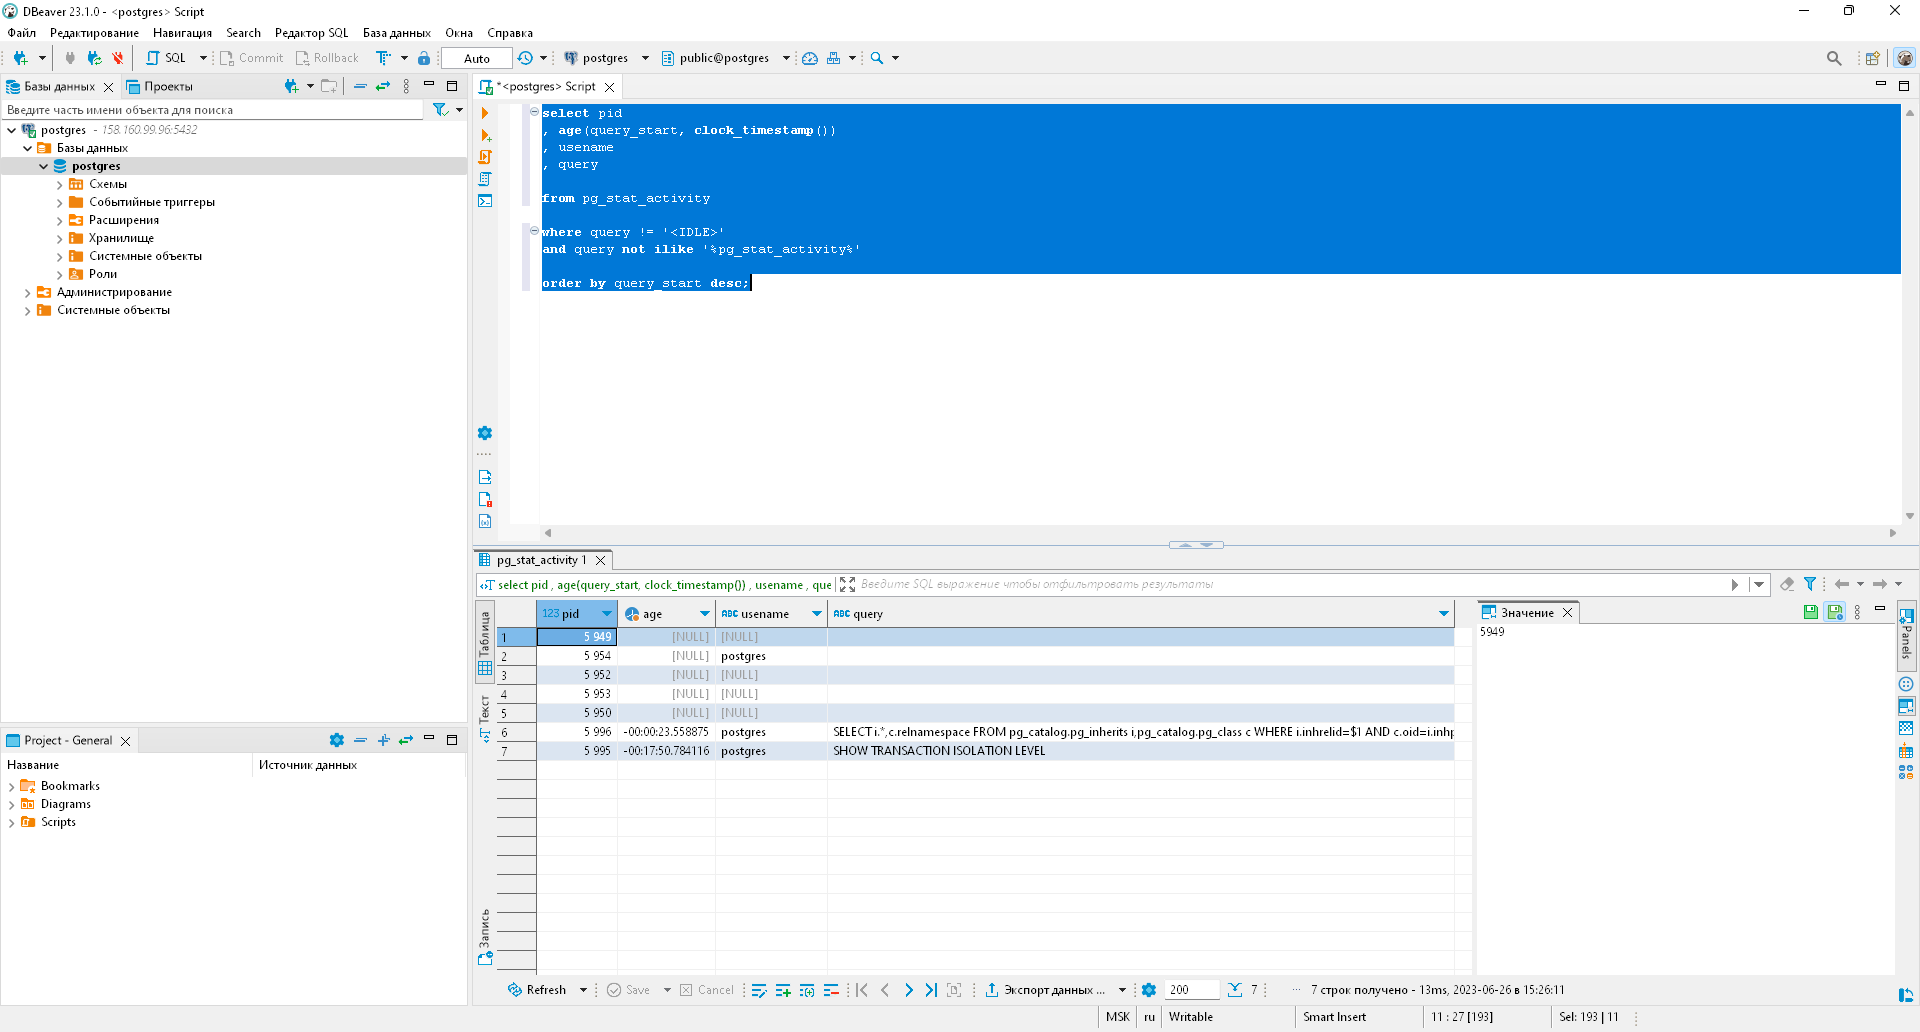 DBeaver 23.1.0 - <postgres> Script
Файл Редактирование Навигация Search Редактор SQL База данных Окна Справка
SQL Commit Rollback Auto postgres public@postgres
Базы данных Проекты
Введите часть имени объекта для поиска
postgres - 158.160.99.96:5432
Базы данных
postgres
Схемы
Событийные триггеры
Расширения
Хранилище
Системные объекты
Роли
Администрирование
Системные объекты
Project - General
Название Источник данных
Bookmarks
Diagrams
Scripts
*<postgres> Script
select pid
, age(query_start, clock_timestamp())
, usename
, query
from pg_stat_activity
where query != '<IDLE>'
and query not ilike '%pg_stat_activity%'
order by query_start desc;
pg_stat_activity 1
select pid , age(query_start, clock_timestamp()) , usename , que Введите SQL выражение чтобы отфильтровать результаты
Таблица
Текст
Запись
123 pid age ABC usename ABC query
1 5 949 [NULL] [NULL]
2 5 954 [NULL] postgres
3 5 952 [NULL] [NULL]
4 5 953 [NULL] [NULL]
5 5 950 [NULL] [NULL]
6 5 996 -00:00:23.558875 postgres SELECT i.*,c.relnamespace FROM pg_catalog.pg_inherits i,pg_catalog.pg_class c WHERE i.inhrelid=$1 AND c.oid=i.inhp
7 5 995 -00:17:50.784116 postgres SHOW TRANSACTION ISOLATION LEVEL
Значение
5949
Panels
Refresh Save Cancel Экспорт данных ... 200 7 ... 7 строк получено - 13ms, 2023-06-26 в 15:26:11
MSK ru Writable Smart Insert 11 : 27 [193] Sel: 193 | 11